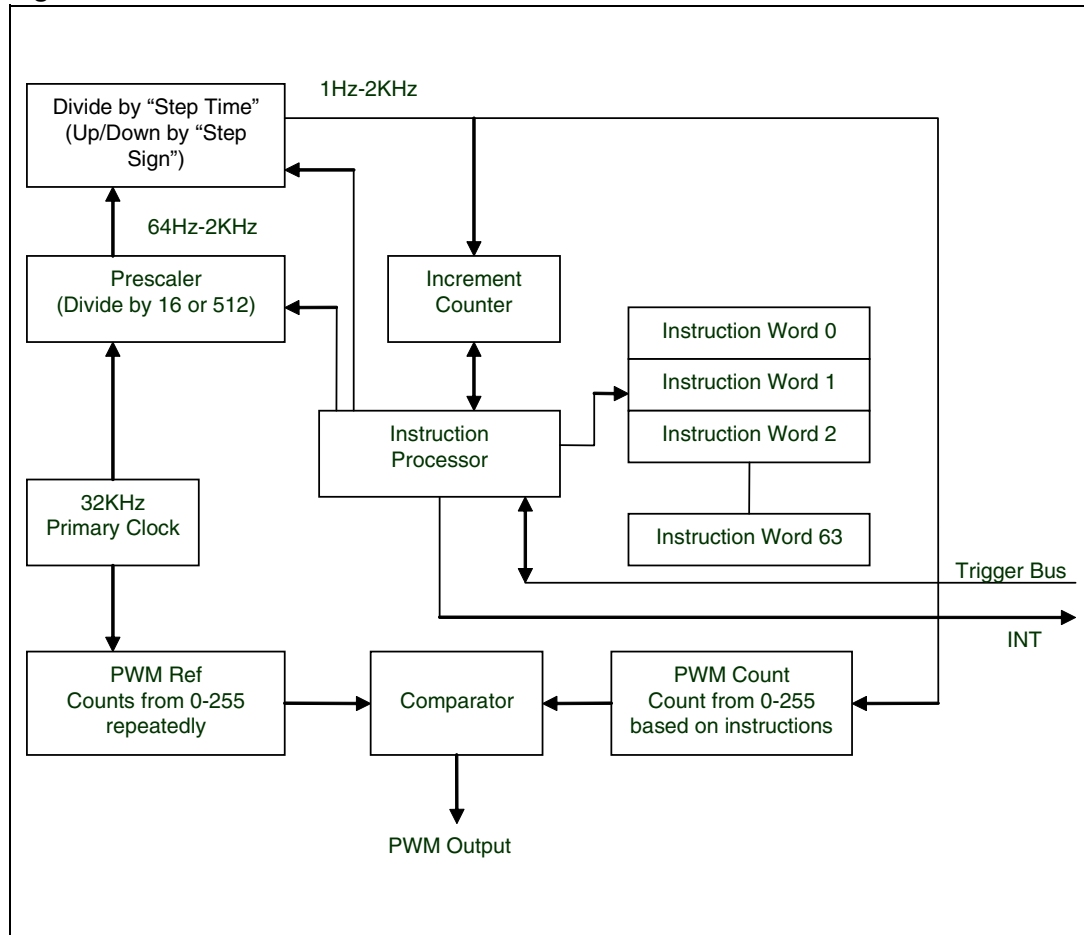 1Hz-2KHz
Divide by “Step Time”
(Up/Down by “Step
Sign”)
64Hz-2KHz
Prescaler
(Divide by 16 or 512)
Increment
Counter
Instruction Word 0
Instruction Word 1
Instruction Word 2
Instruction Processor
32KHz
Primary Clock
Instruction Word 63
Trigger Bus
INT
PWM Ref
Counts from 0-255
repeatedly
Comparator
PWM Count
Count from 0-255
based on instructions
PWM Output